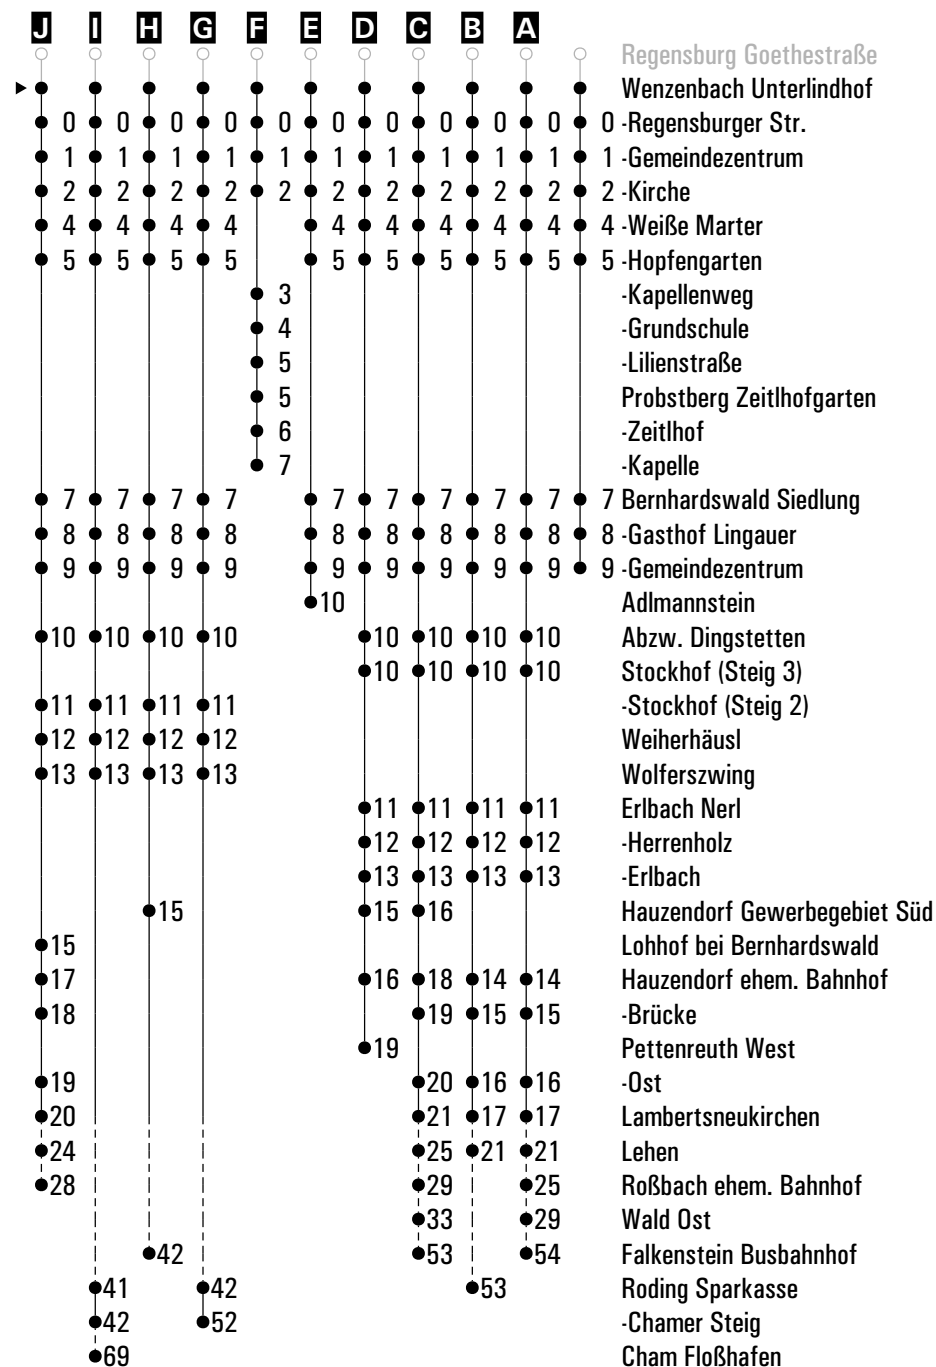 J I H G F E D C B A
Regensburg Goethestraße
Wenzenbach Unterlindhof
0 0 0 0 0 0 0 0 0 0 0 -Regensburger Str.
1 1 1 1 1 1 1 1 1 1 1 -Gemeindezentrum
2 2 2 2 2 2 2 2 2 2 2 -Kirche
4 4 4 4 4 4 4 4 4 4 -Weiße Marter
5 5 5 5 5 5 5 5 5 5 -Hopfengarten
3 -Kapellenweg
4 -Grundschule
5 -Lilienstraße
5 Probstberg Zeitlhofgarten
6 -Zeitlhof
7 -Kapelle
7 7 7 7 7 7 7 7 7 7 Bernhardswald Siedlung
8 8 8 8 8 8 8 8 8 8 -Gasthof Lingauer
9 9 9 9 9 9 9 9 9 9 -Gemeindezentrum
10 Adlmannstein
10 10 10 10 10 10 10 10 Abzw. Dingstetten
10 10 10 10 Stockhof (Steig 3)
11 11 11 11 -Stockhof (Steig 2)
12 12 12 12 Weiherhäusl
13 13 13 13 Wolferszwing
11 11 11 11 Erlbach Nerl
12 12 12 12 -Herrenholz
13 13 13 13 -Erlbach
15 15 16 Hauzendorf Gewerbegebiet Süd
15 Lohhof bei Bernhardswald
17 16 18 14 14 Hauzendorf ehem. Bahnhof
18 19 15 15 -Brücke
19 Pettenreuth West
19 20 16 16 -Ost
20 21 17 17 Lambertsneukirchen
24 25 21 21 Lehen
28 29 25 Roßbach ehem. Bahnhof
33 29 Wald Ost
42 53 54 Falkenstein Busbahnhof
41 42 53 Roding Sparkasse
42 52 -Chamer Steig
69 Cham Floßhafen